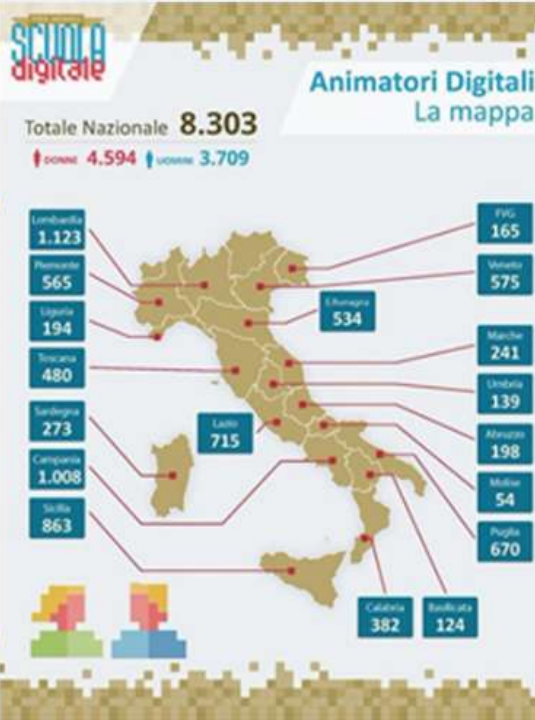 SCUOLA
digitale
Animatori Digitali
La mappa
Totale Nazionale 8.303
DONNE 4.594 UOMINI 3.709
Lombardia
1.123
Piemonte
565
Liguria
194
Toscana
480
Sardegna
273
Campania
1.008
Sicilia
863
Lazio
715
E.Romagna
534
FVG
165
Veneto
575
Marche
241
Umbria
139
Abruzzo
198
Molise
54
Puglia
670
Calabria
382
Basilicata
124